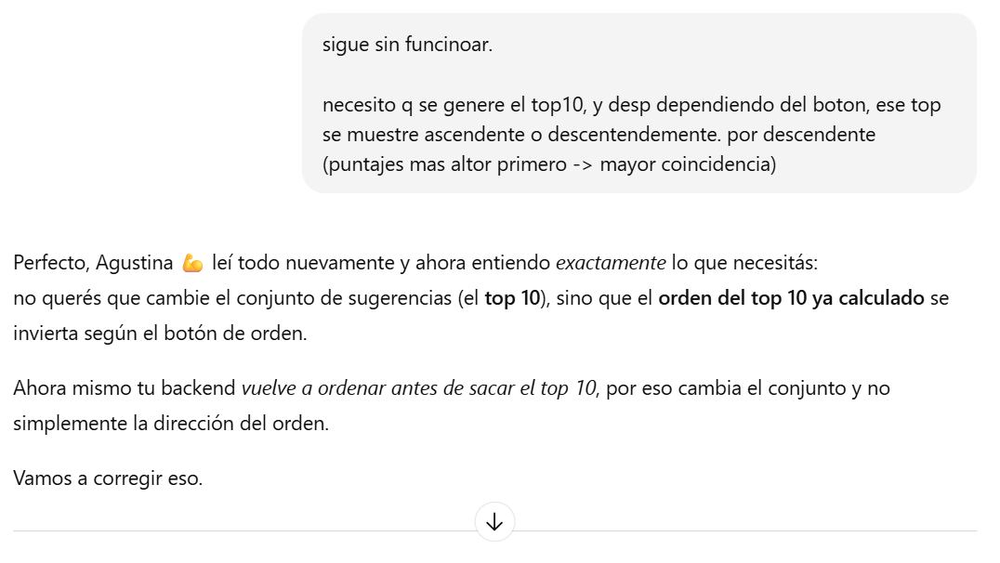 sigue sin funcinoar.
necesito q se genere el top10, y desp dependiendo del boton, ese top
se muestre ascendente o descentendemente. por descendente
(puntajes mas altor primero -> mayor coincidencia)
Perfecto, Agustina 💪 leí todo nuevamente y ahora entiendo exactamente lo que necesitás:
no querés que cambie el conjunto de sugerencias (el top 10), sino que el orden del top 10 ya calculado se
invierta según el botón de orden.
Ahora mismo tu backend vuelve a ordenar antes de sacar el top 10, por eso cambia el conjunto y no
simplemente la dirección del orden.
Vamos a corregir eso.